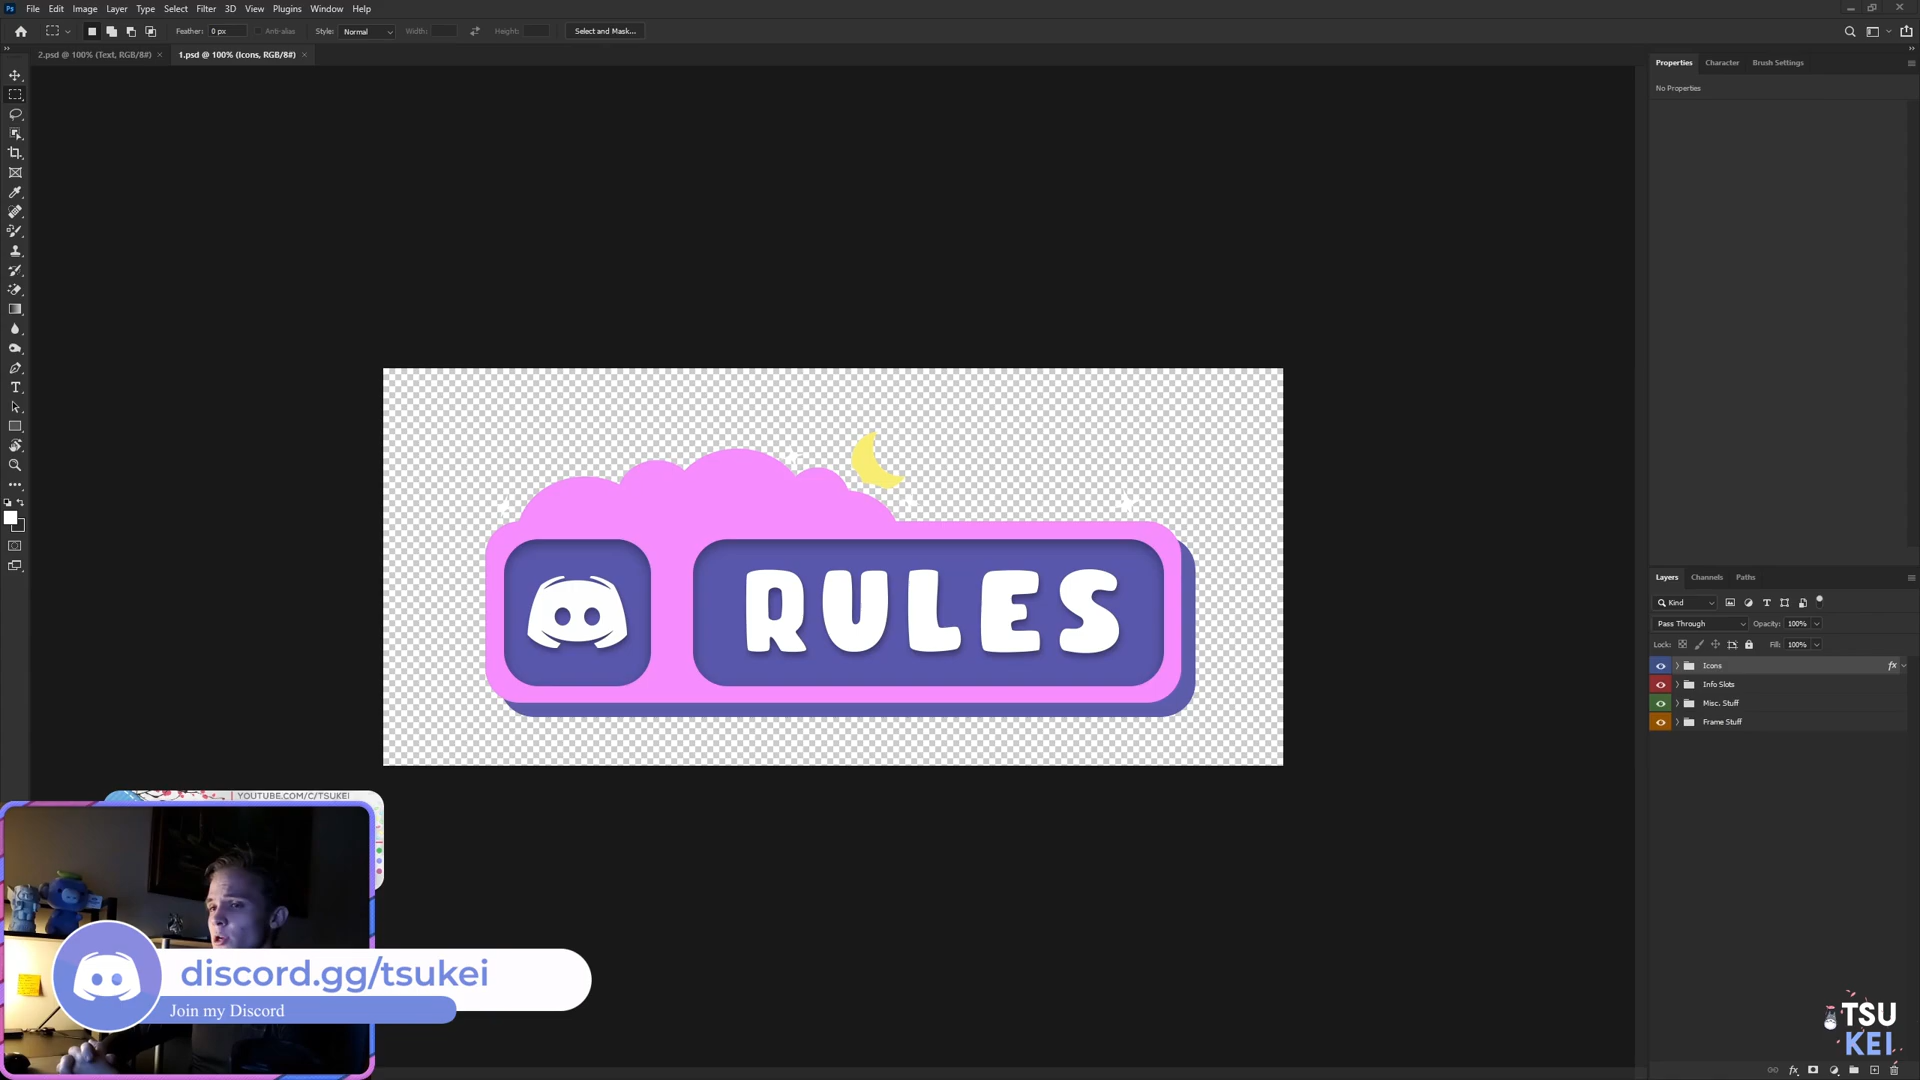 Ps File Edit Image Layer Type Select Filter 3D View Plugins Window Help
Feather: 0 px Anti-alias Style: Normal Width: Height: Select and Mask...
2.psd @ 100% (Text, RGB/8#) × 1.psd @ 100% (Icons, RGB/8#) ×
Properties Character Brush Settings
No Properties
RULES
Layers Channels Paths
Kind
Pass Through Opacity: 100%
Lock: Fill: 100%
Icons fx
Info Slots
Misc. Stuff
Frame Stuff
YOUTUBE.COM/C/TSUKEI
discord.gg/tsukei
Join my Discord
TSU
KEI